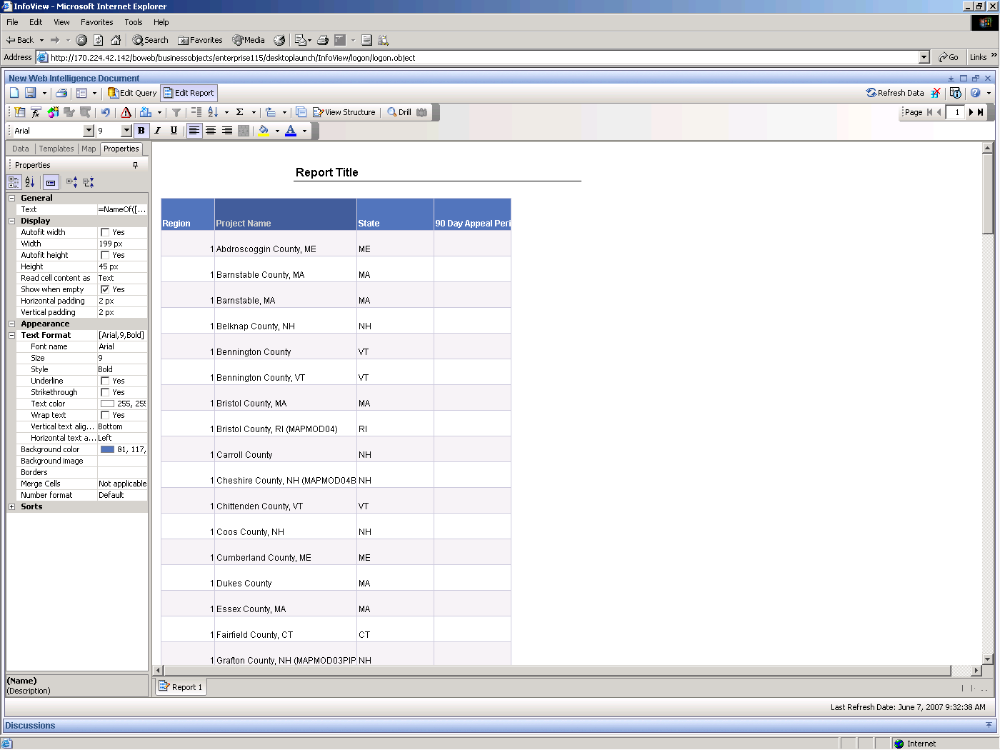 InfoView - Microsoft Internet Explorer
File Edit View Favorites Tools Help
Back Search Favorites Media
Address http://170.224.42.142/boweb/businessobjects/enterprise115/desktoplaunch/InfoView/logon/logon.object Go Links »
New Web Intelligence Document
Edit Query Edit Report Refresh Data
View Structure Drill Page 1
Arial 9 B I U A
Data Templates Map Properties
Properties
General
Text =NameOf([...
Display
Autofit width Yes
Width 199 px
Autofit height Yes
Height 45 px
Read cell content as Text
Show when empty Yes
Horizontal padding 2 px
Vertical padding 2 px
Appearance
Text Format [Arial,9,Bold]
Font name Arial
Size 9
Style Bold
Underline Yes
Strikethrough Yes
Text color 255, 255
Wrap text Yes
Vertical text alig... Bottom
Horizontal text a... Left
Background color 81, 117,
Background image
Borders
Merge Cells Not applicable
Number format Default
Sorts
(Name)
(Description)
Report Title
Region Project Name State 90 Day Appeal Peri
1 Abdroscoggin County, ME ME
1 Barnstable County, MA MA
1 Barnstable, MA MA
1 Belknap County, NH NH
1 Bennington County VT
1 Bennington County, VT VT
1 Bristol County, MA MA
1 Bristol County, RI (MAPMOD04) RI
1 Carroll County NH
1 Cheshire County, NH (MAPMOD04B NH
1 Chittenden County, VT VT
1 Coos County, NH NH
1 Cumberland County, ME ME
1 Dukes County MA
1 Essex County, MA MA
1 Fairfield County, CT CT
1 Grafton County, NH (MAPMOD03PIP NH
Report 1
Last Refresh Date: June 7, 2007 9:32:38 AM
Discussions
Internet